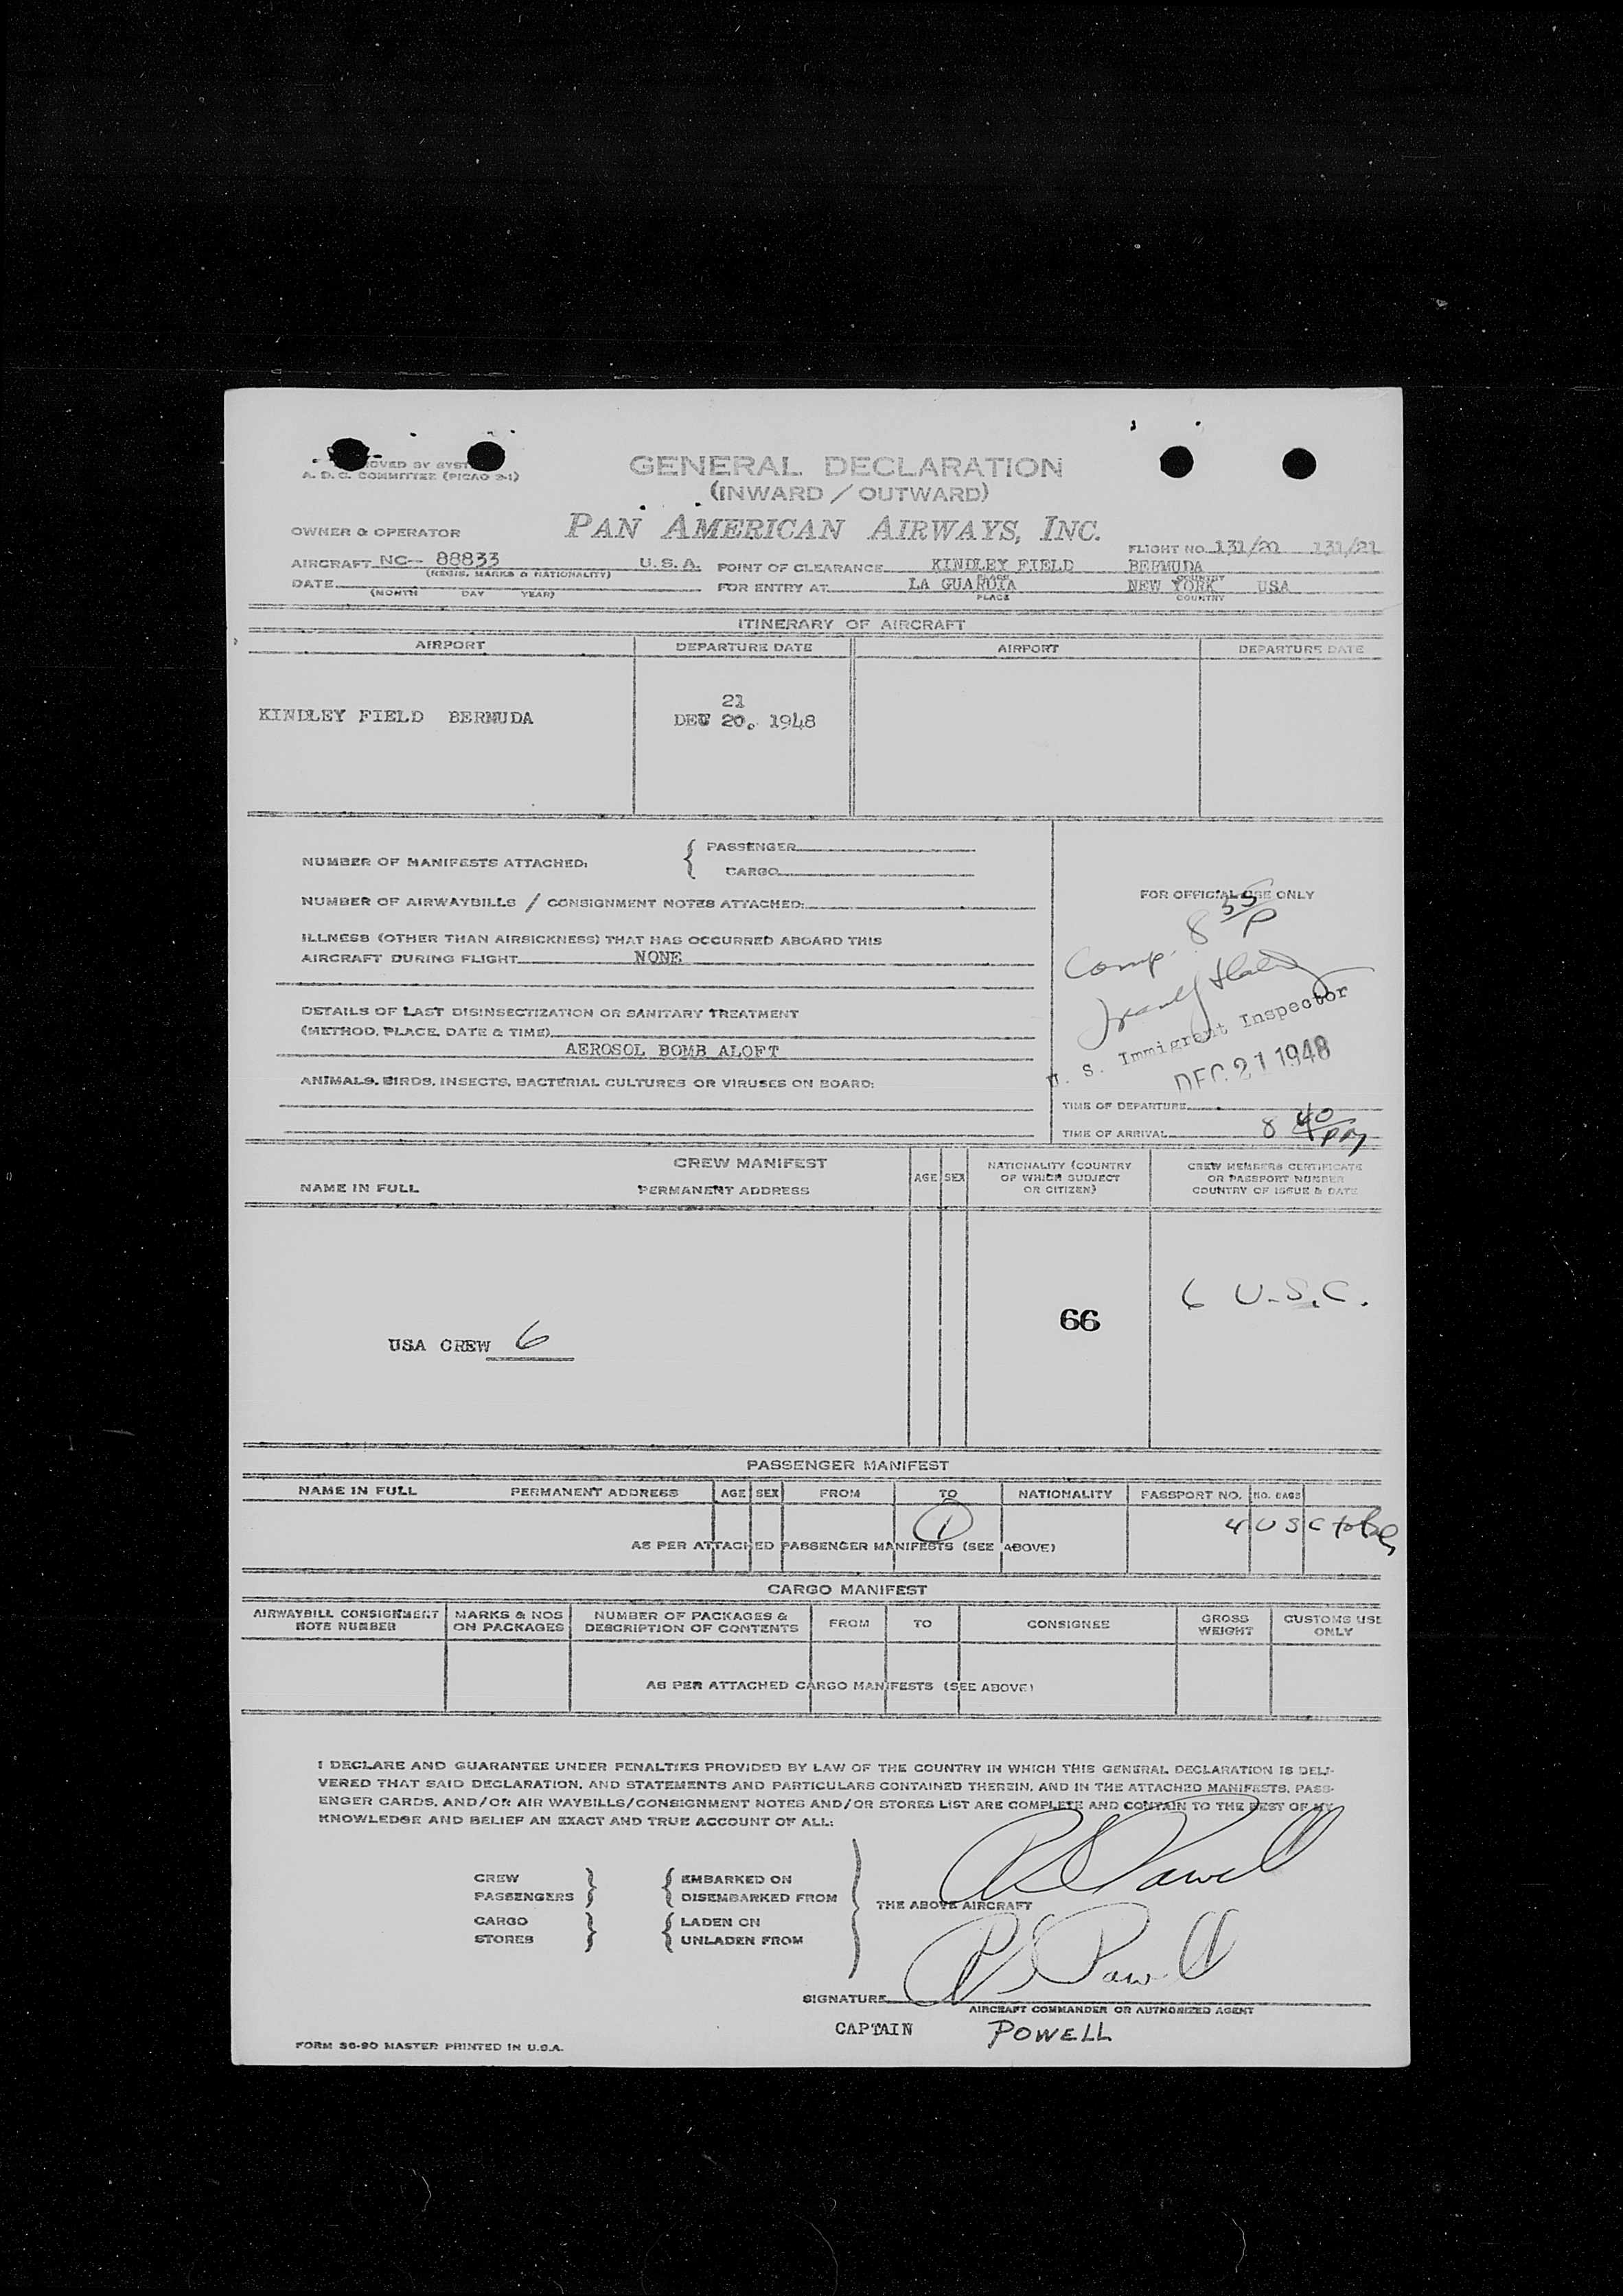 OVED BY SYST
A. D. C. COMMITTEE (PICAO 9-1)
GENERAL DECLARATION
(INWARD / OUTWARD)
OWNER & OPERATOR
PAN AMERICAN AIRWAYS, INC.
FLIGHT NO. 131/20 131/21
AIRCRAFT NC-- 88833 U. S. A. POINT OF CLEARANCE KINDLEY FIELD BERMUDA
(REGIS. MARKS & NATIONALITY) PLACE COUNTRY
DATE FOR ENTRY AT LA GUARDIA NEW YORK USA
(MONTH DAY YEAR) PLACE COUNTRY
ITINERARY OF AIRCRAFT
AIRPORT DEPARTURE DATE AIRPORT DEPARTURE DATE
21
KINDLEY FIELD BERMUDA DEC 20. 1948
NUMBER OF MANIFESTS ATTACHED: { PASSENGER
CARGO
NUMBER OF AIRWAYBILLS / CONSIGNMENT NOTES ATTACHED:
ILLNESS (OTHER THAN AIRSICKNESS) THAT HAS OCCURRED ABOARD THIS
AIRCRAFT DURING FLIGHT NONE
DETAILS OF LAST DISINSECTIZATION OR SANITARY TREATMENT
(METHOD, PLACE, DATE & TIME)
AEROSOL BOMB ALOFT
ANIMALS, BIRDS, INSECTS, BACTERIAL CULTURES OR VIRUSES ON BOARD:
FOR OFFICIAL USE ONLY
Comp. 8 55/P
U. S. Immigrant Inspector
DEC 21 1948
TIME OF DEPARTURE
TIME OF ARRIVAL 8 40 PM
CREW MANIFEST
NAME IN FULL PERMANENT ADDRESS AGE SEX
NATIONALITY (COUNTRY
OF WHICH SUBJECT
OR CITIZEN)
CREW MEMBERS CERTIFICATE
OR PASSPORT NUMBER
COUNTRY OF ISSUE & DATE
6 U.S.C.
66
USA CREW 6
PASSENGER MANIFEST
NAME IN FULL PERMANENT ADDRESS AGE SEX FROM TO NATIONALITY PASSPORT NO. NO. BAGS
1 4 USC
AS PER ATTACHED PASSENGER MANIFESTS (SEE ABOVE)
CARGO MANIFEST
AIRWAYBILL CONSIGNMENT
NOTE NUMBER
MARKS & NOS
ON PACKAGES
NUMBER OF PACKAGES &
DESCRIPTION OF CONTENTS
FROM TO CONSIGNEE
GROSS
WEIGHT
CUSTOMS USE
ONLY
AS PER ATTACHED CARGO MANIFESTS (SEE ABOVE)
I DECLARE AND GUARANTEE UNDER PENALTIES PROVIDED BY LAW OF THE COUNTRY IN WHICH THIS GENERAL DECLARATION IS DELI-
VERED THAT SAID DECLARATION, AND STATEMENTS AND PARTICULARS CONTAINED THEREIN, AND IN THE ATTACHED MANIFESTS, PASS-
ENGER CARDS, AND/OR AIR WAYBILLS/CONSIGNMENT NOTES AND/OR STORES LIST ARE COMPLETE AND CONTAIN TO THE BEST OF MY
KNOWLEDGE AND BELIEF AN EXACT AND TRUE ACCOUNT OF ALL:
CREW EMBARKED ON
PASSENGERS DISEMBARKED FROM
THE ABOVE AIRCRAFT
CARGO LADEN ON
STORES UNLADEN FROM
SIGNATURE
AIRCRAFT COMMANDER OR AUTHORIZED AGENT
CAPTAIN POWELL
FORM SG-90 MASTER PRINTED IN U.S.A.